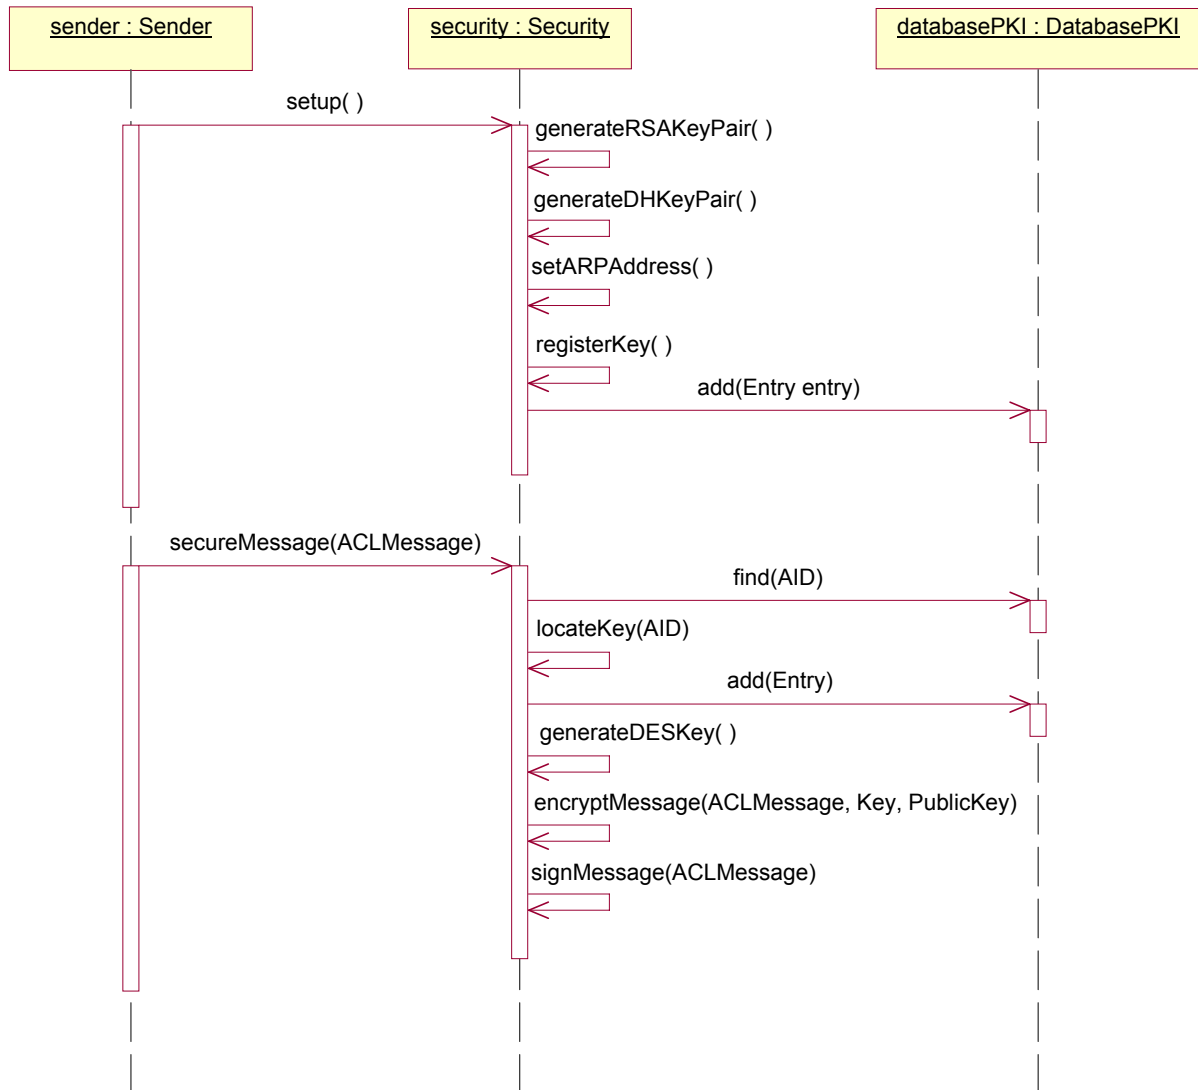 sender : Sender
security : Security
databasePKI : DatabasePKI
setup( )
generateRSAKeyPair( )
generateDHKeyPair( )
setARPAddress( )
registerKey( )
add(Entry entry)
secureMessage(ACLMessage)
find(AID)
locateKey(AID)
add(Entry)
generateDESKey( )
encryptMessage(ACLMessage, Key, PublicKey)
signMessage(ACLMessage)